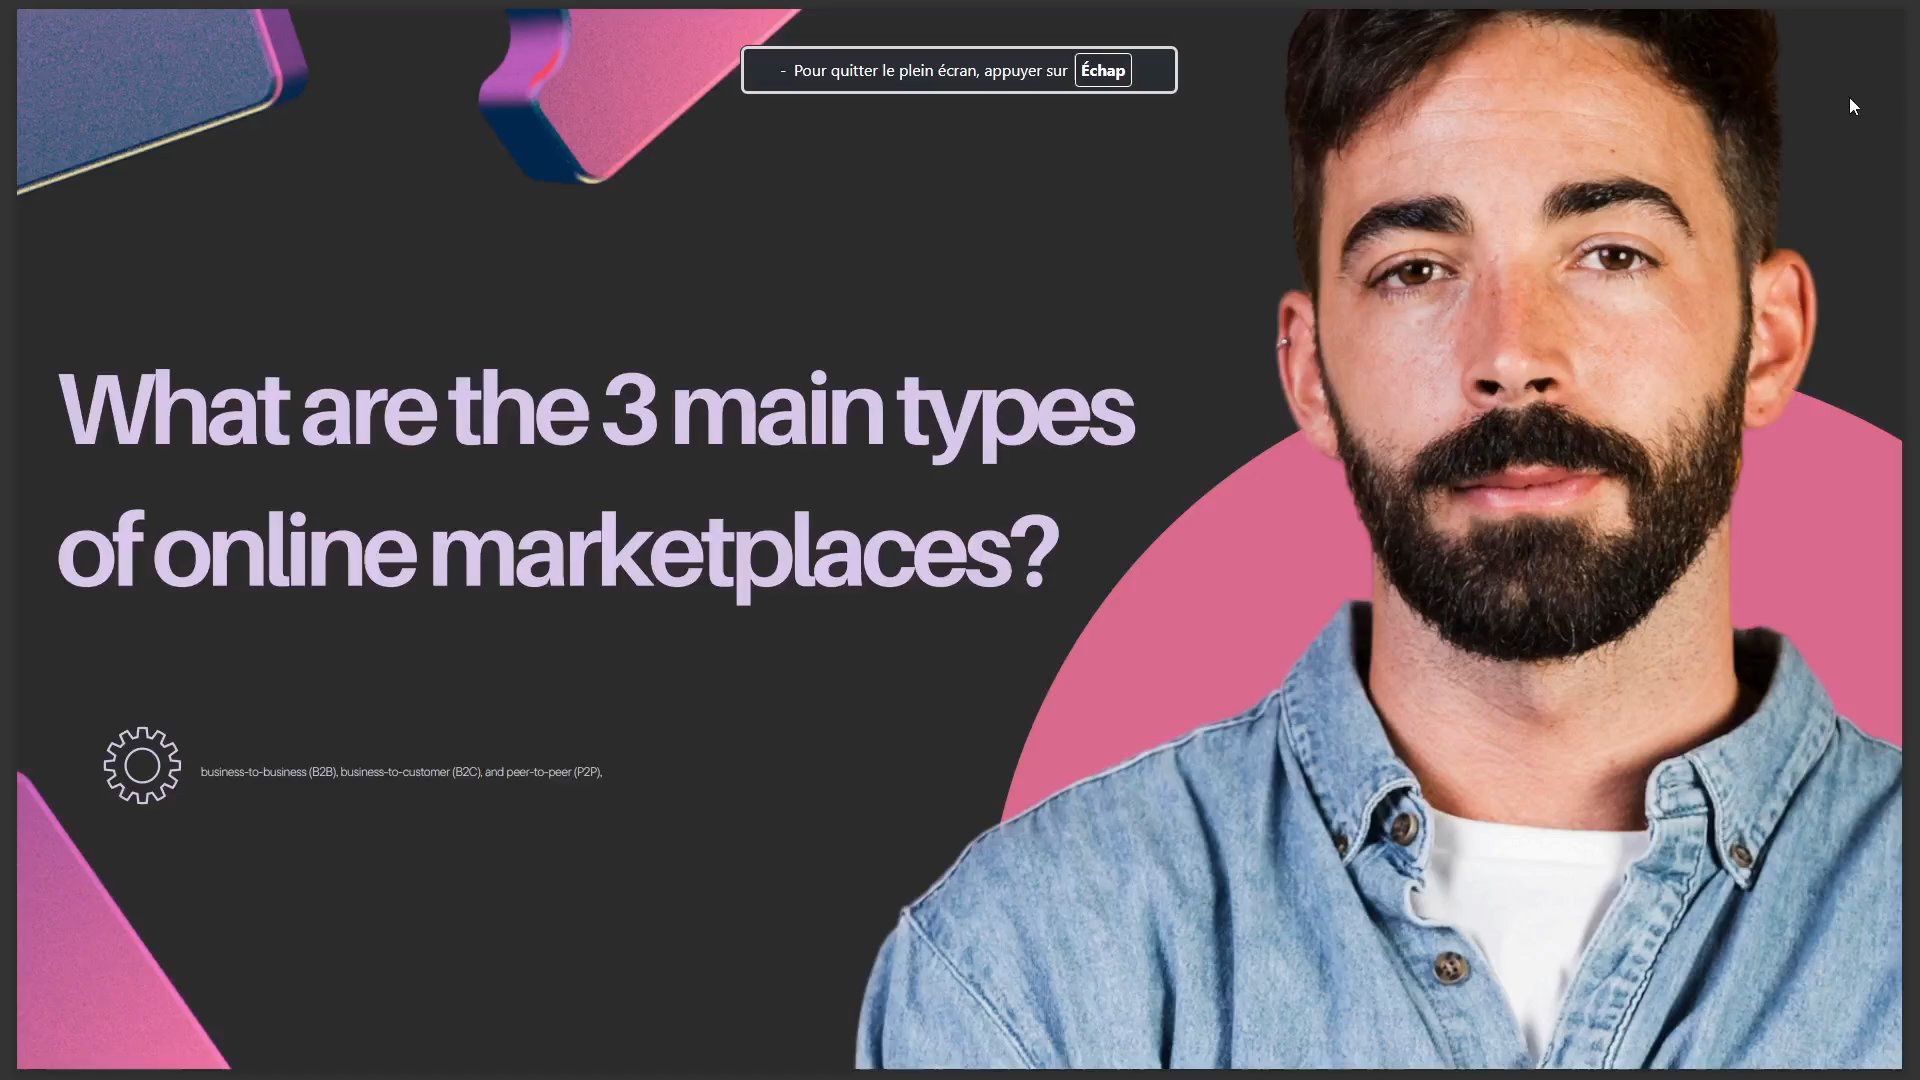 - Pour quitter le plein écran, appuyer sur Échap
What are the 3 main types
of online marketplaces?
business-to-business (B2B), business-to-customer (B2C), and peer-to-peer (P2P),